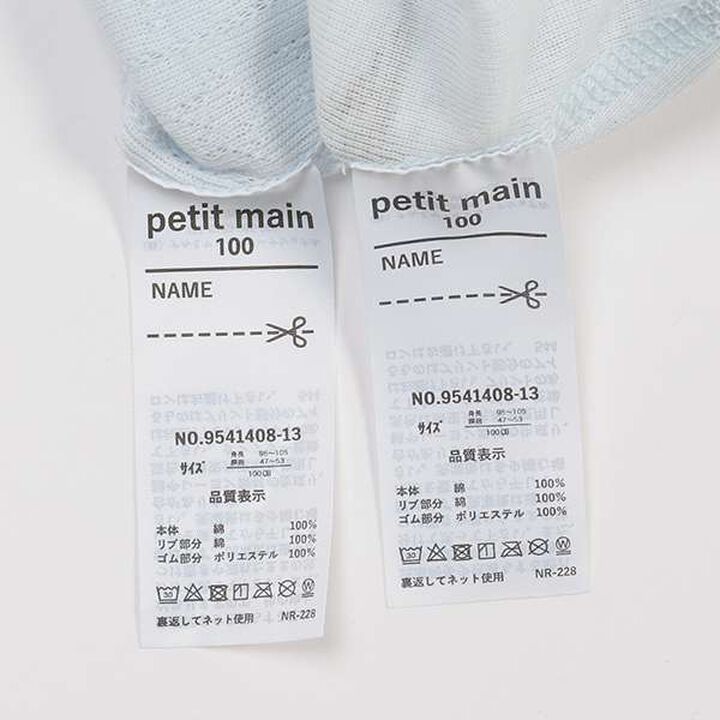 petit main
100
NAME
NO.9541408-13
サイズ
身長 95〜105
胴囲 47〜53
100(3)
品質表示
本体 綿 100%
リブ部分 綿 100%
ゴム部分 ポリエステル 100%
裏返してネット使用 NR-228
petit main
100
NAME
NO.9541408-13
サイズ
身長 95〜105
胴囲 47〜53
100(3)
品質表示
本体 綿 100%
リブ部分 綿 100%
ゴム部分 ポリエステル 100%
裏返してネット使用 NR-228